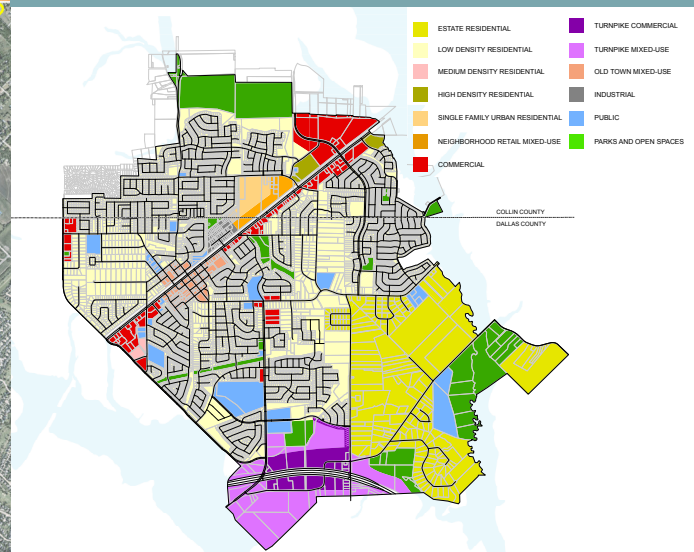 ESTATE RESIDENTIAL
LOW DENSITY RESIDENTIAL
MEDIUM DENSITY RESIDENTIAL
HIGH DENSITY RESIDENTIAL
SINGLE FAMILY URBAN RESIDENTIAL
NEIGHBORHOOD RETAIL MIXED-USE
COMMERCIAL
TURNPIKE COMMERCIAL
TURNPIKE MIXED-USE
OLD TOWN MIXED-USE
INDUSTRIAL
PUBLIC
PARKS AND OPEN SPACES
COLLIN COUNTY
DALLAS COUNTY